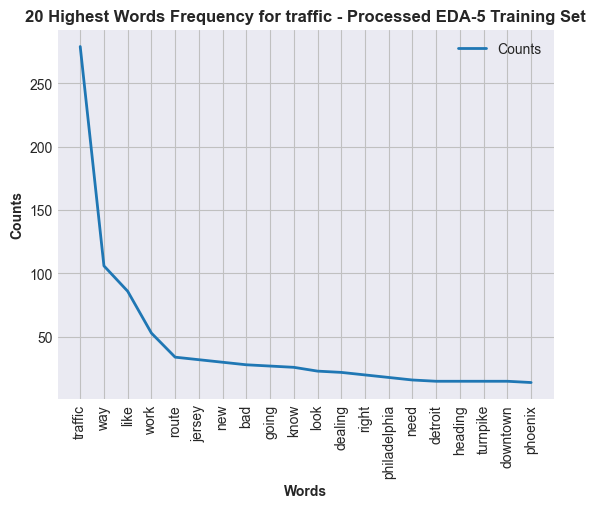 20 Highest Words Frequency for traffic - Processed EDA-5 Training Set
Counts
250
200
150
100
50
Counts
traffic
way
like
work
route
jersey
new
bad
going
know
look
dealing
right
philadelphia
need
detroit
heading
turnpike
downtown
phoenix
Words